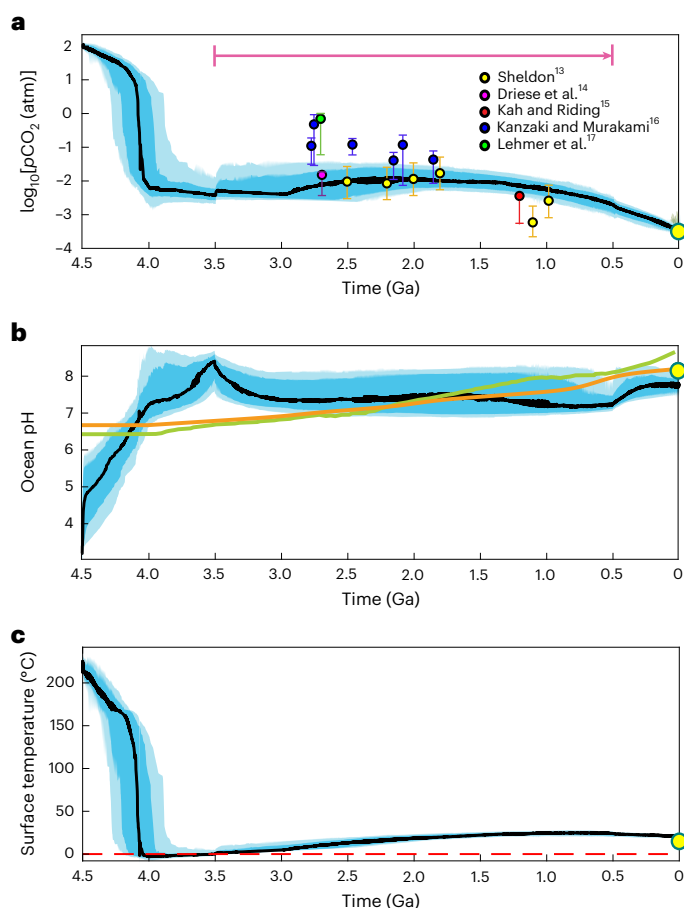 a
log10[pCO2 (atm)]
2
1
0
−1
−2
−3
−4
Sheldon13
Driese et al.14
Kah and Riding15
Kanzaki and Murakami16
Lehmer et al.17
4.5 4.0 3.5 3.0 2.5 2.0 1.5 1.0 0.5 0
Time (Ga)
b
Ocean pH
8
7
6
5
4
4.5 4.0 3.5 3.0 2.5 2.0 1.5 1.0 0.5 0
Time (Ga)
c
Surface temperature (°C)
200
150
100
50
0
4.5 4.0 3.5 3.0 2.5 2.0 1.5 1.0 0.5 0
Time (Ga)